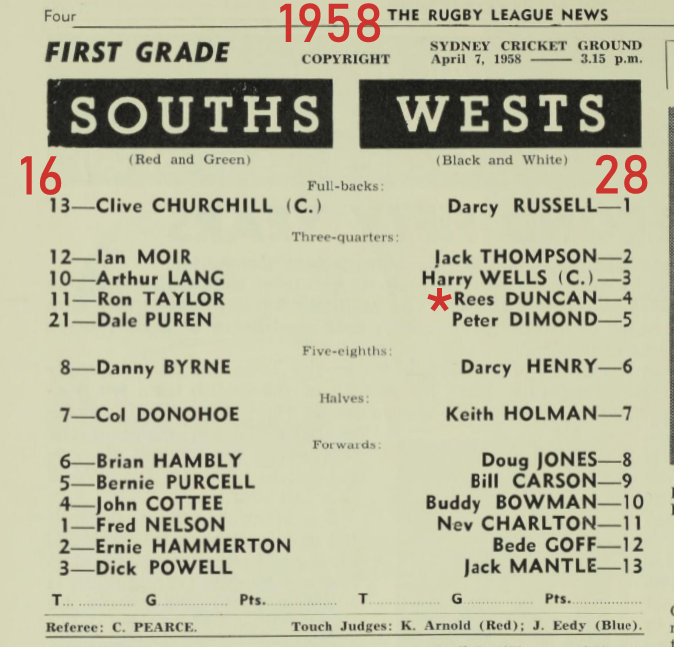 Four 1958 THE RUGBY LEAGUE NEWS
FIRST GRADE COPYRIGHT SYDNEY CRICKET GROUND
April 7, 1958 —— 3.15 p.m.
SOUTHS WESTS
(Red and Green) (Black and White)
16 28
Full-backs:
13—Clive CHURCHILL (C.) Darcy RUSSELL—1
Three-quarters:
12—Ian MOIR Jack THOMPSON—2
10—Arthur LANG Harry WELLS (C.)—3
11—Ron TAYLOR *Rees DUNCAN—4
21—Dale PUREN Peter DIMOND—5
Five-eighths:
8—Danny BYRNE Darcy HENRY—6
Halves:
7—Col DONOHOE Keith HOLMAN—7
Forwards:
6—Brian HAMBLY Doug JONES—8
5—Bernie PURCELL Bill CARSON—9
4—John COTTEE Buddy BOWMAN—10
1—Fred NELSON Nev CHARLTON—11
2—Ernie HAMMERTON Bede GOFF—12
3—Dick POWELL Jack MANTLE—13
T................ G................ Pts................ T................ G................ Pts................
Referee: C. PEARCE. Touch Judges: K. Arnold (Red); J. Eedy (Blue).